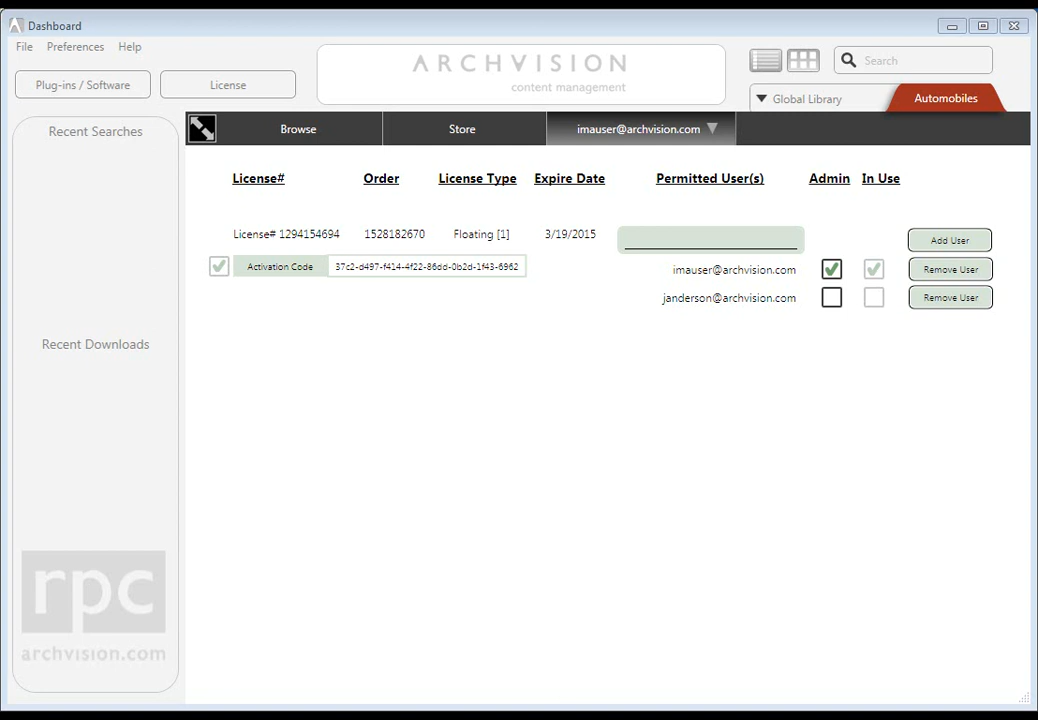 Dashboard
File Preferences Help
Plug-ins / Software License
ARCHVISION
content management
Search
Global Library Automobiles
Recent Searches
Browse Store imauser@archvision.com
License# Order License Type Expire Date Permitted User(s) Admin In Use
License# 1294154694 1528182670 Floating [1] 3/19/2015 Add User
Activation Code 37c2-d497-f414-4f22-86dd-0b2d-1f43-6962 imauser@archvision.com Remove User
janderson@archvision.com Remove User
Recent Downloads
rpc
archvision.com